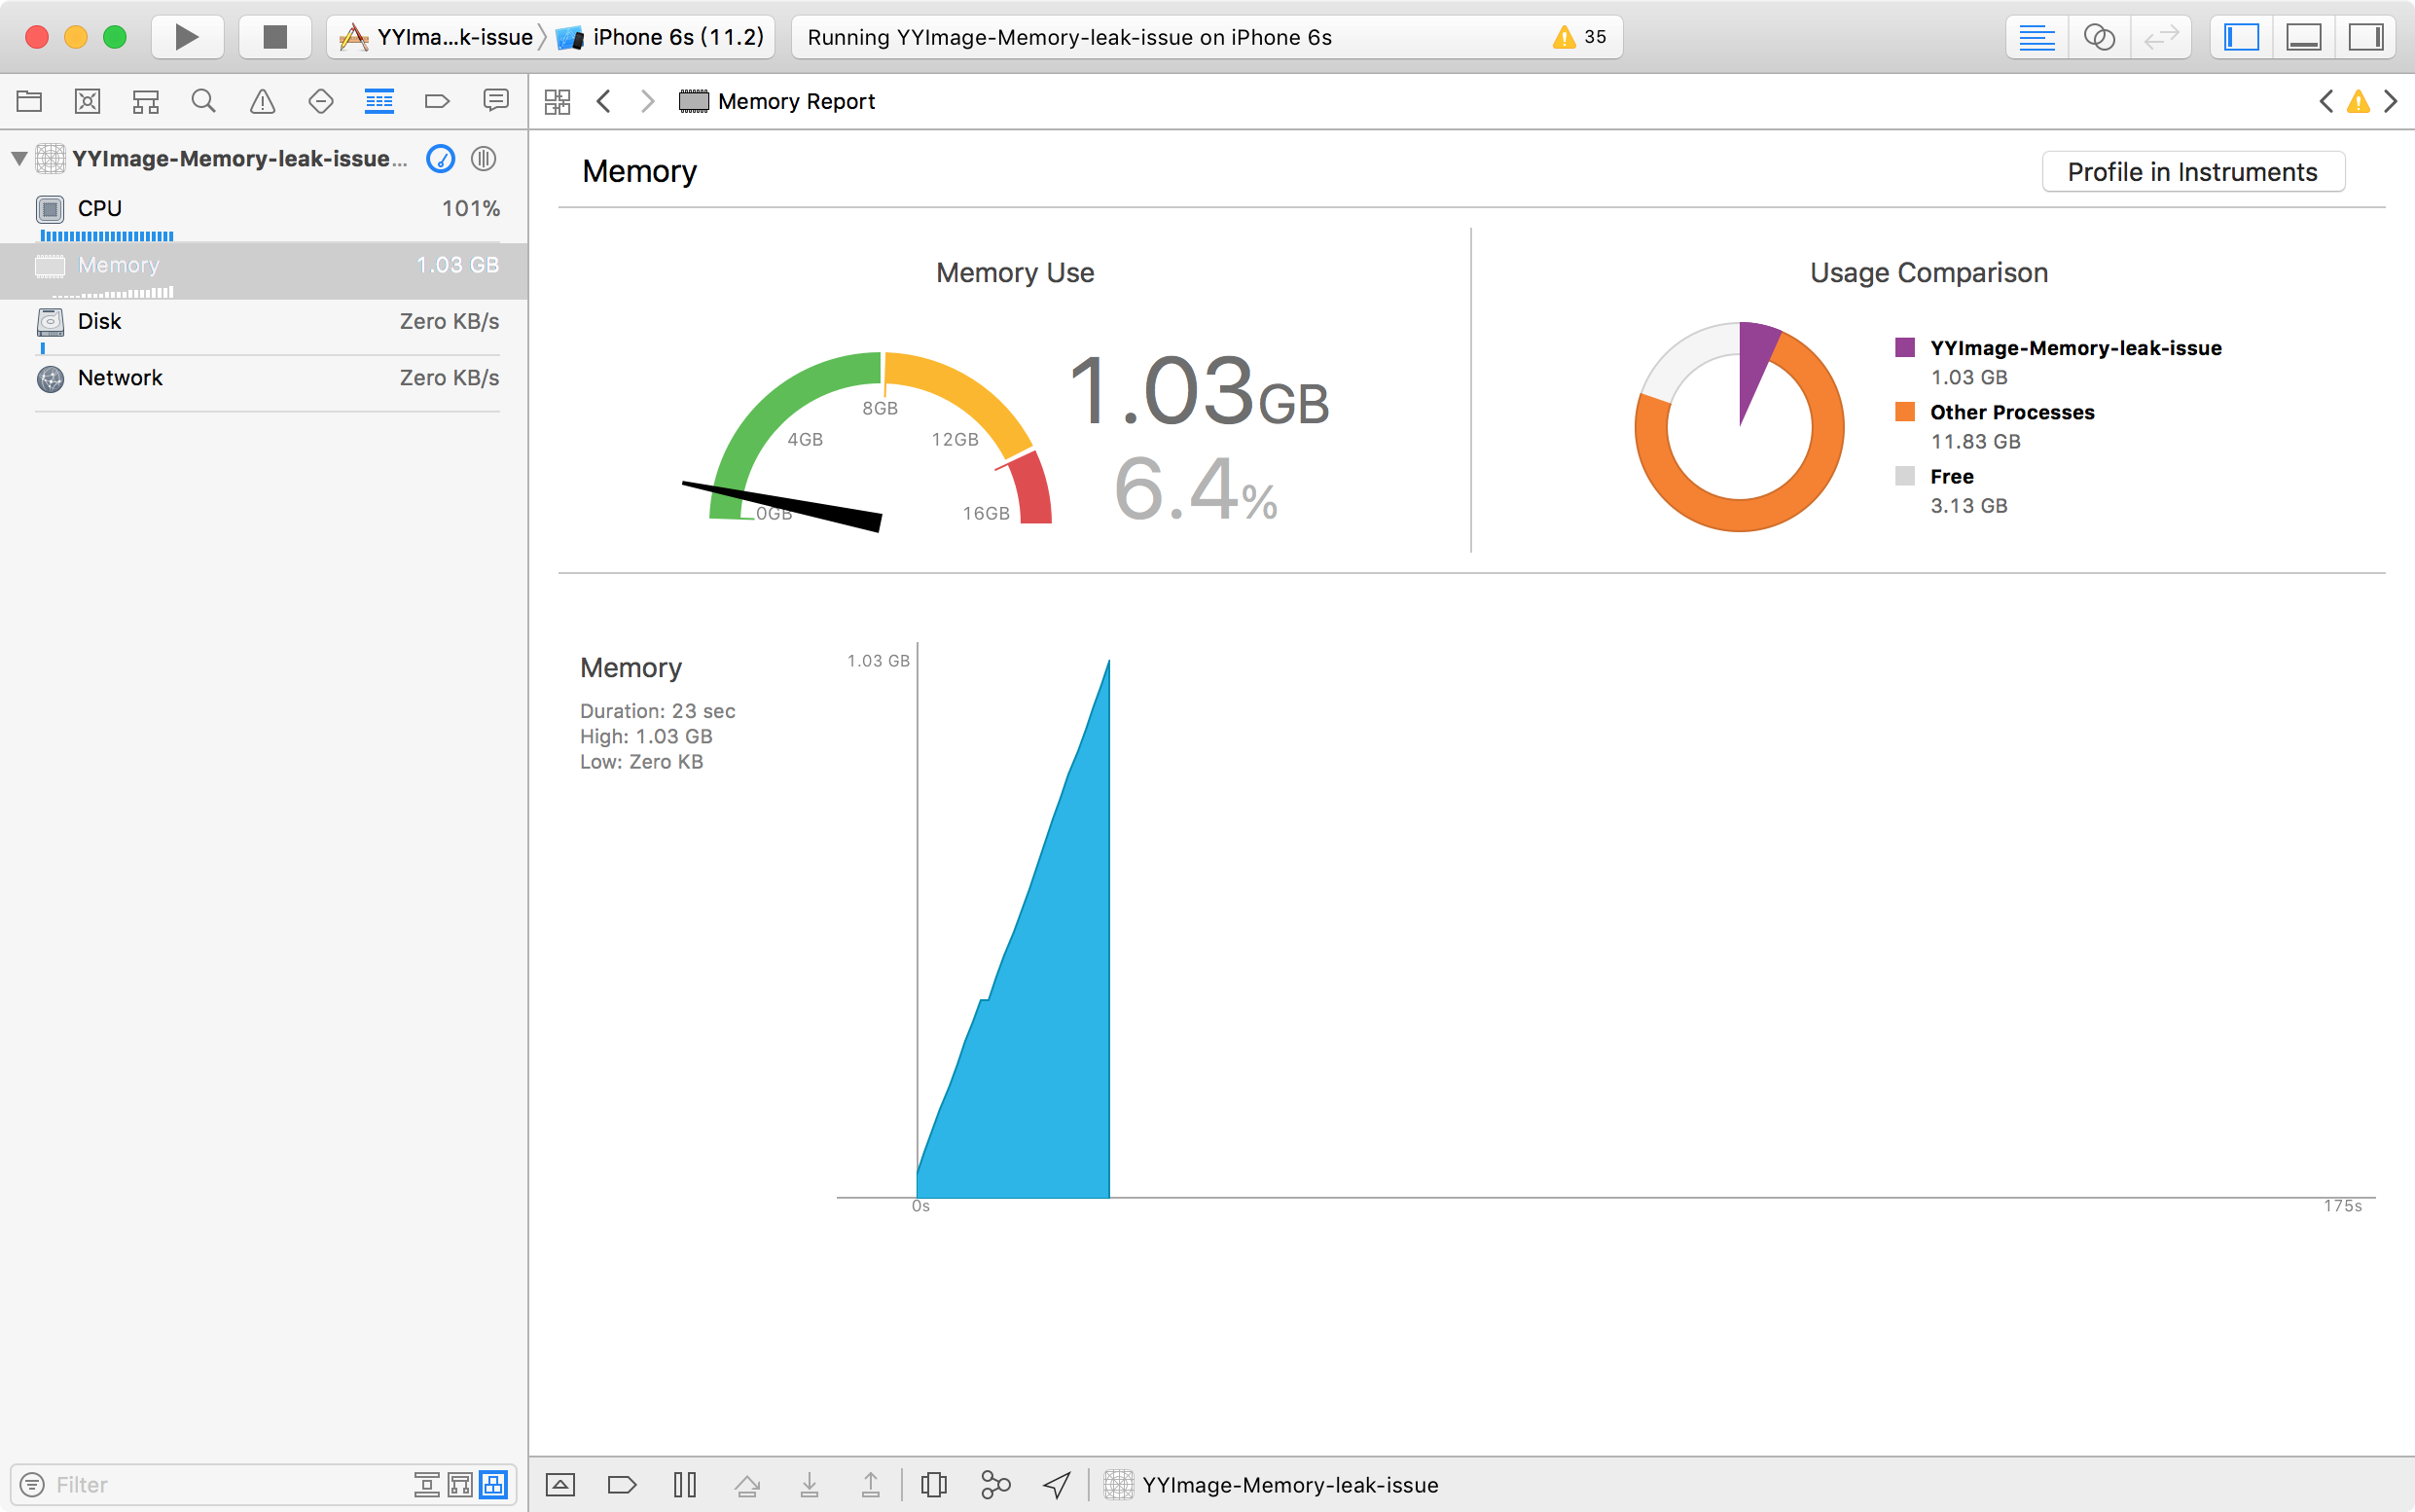 YYIma...k-issue iPhone 6s (11.2) Running YYImage-Memory-leak-issue on iPhone 6s 35
Memory Report
YYImage-Memory-leak-issue...
CPU 101%
Memory 1.03 GB
Disk Zero KB/s
Network Zero KB/s
Memory Profile in Instruments
Memory Use
0GB
4GB
8GB
12GB
16GB
1.03GB
6.4%
Usage Comparison
YYImage-Memory-leak-issue
1.03 GB
Other Processes
11.83 GB
Free
3.13 GB
Memory
Duration: 23 sec
High: 1.03 GB
Low: Zero KB
1.03 GB
0s 175s
Filter
YYImage-Memory-leak-issue